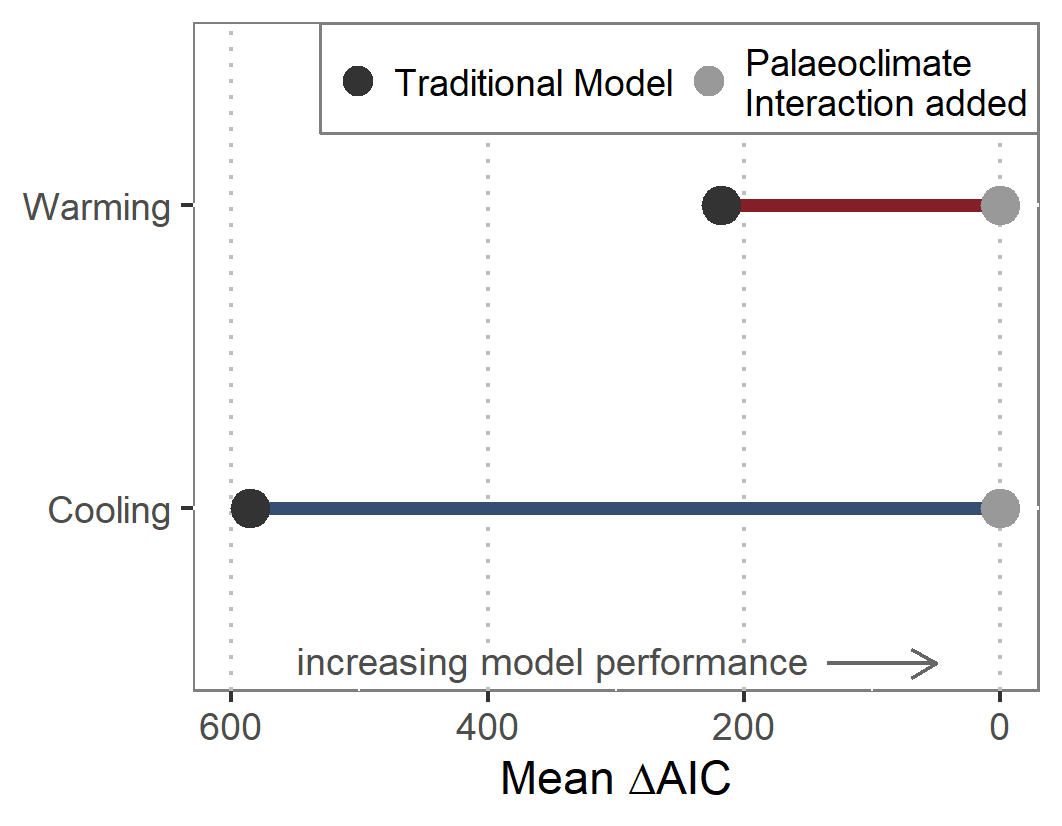 Traditional Model
Palaeoclimate
Interaction added
Warming
Cooling
increasing model performance
600 400 200 0
Mean ΔAIC